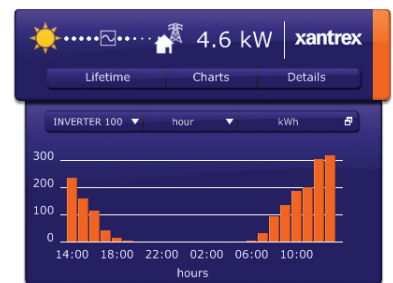 4.6 kW xantrex
Lifetime Charts Details
INVERTER 100 hour kWh
300
200
100
0
14:00 18:00 22:00 02:00 06:00 10:00
hours